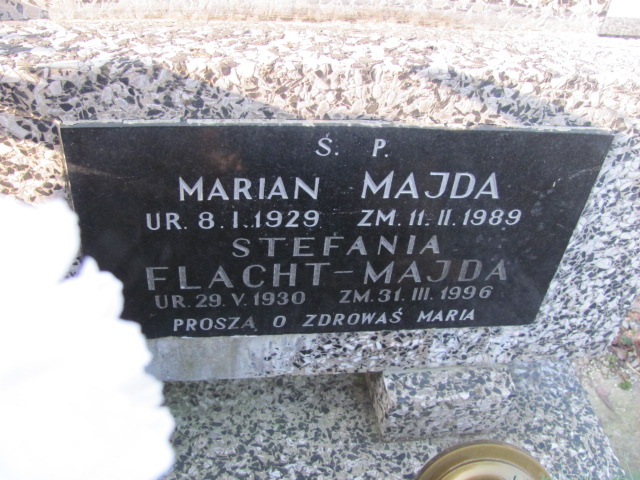 Ś. P.
MARIAN MAJDA
UR. 8. I. 1929 ZM. 11. II. 1989
STEFANIA
FLACHT-MAJDA
UR. 29. V. 1930 ZM. 31. III. 1996
PROSZĄ O ZDROWAŚ MARIA